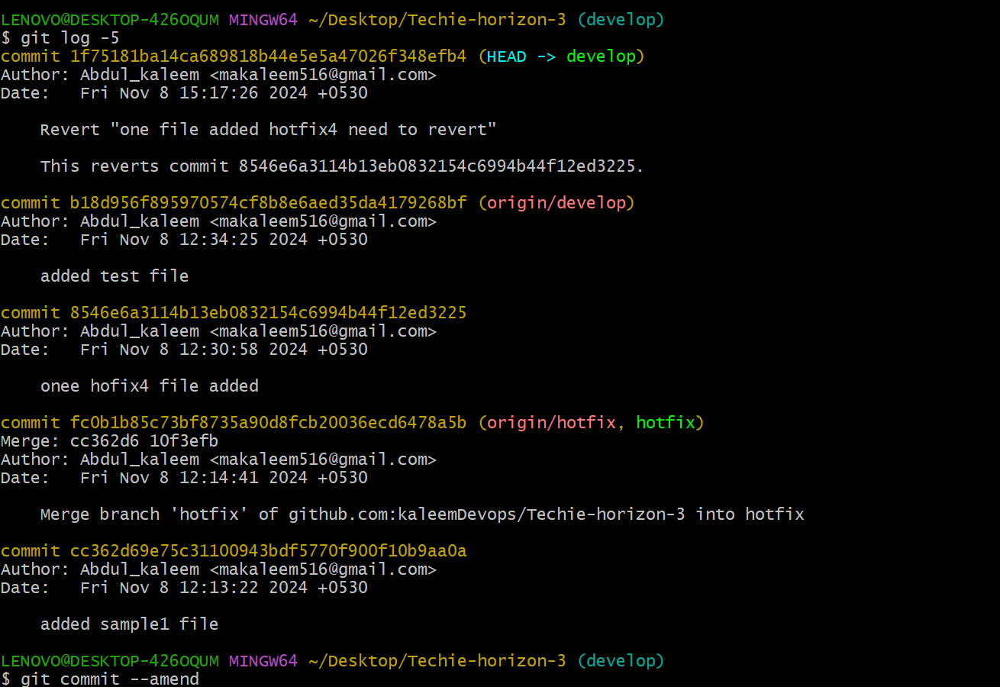 LENOVO@DESKTOP-426OQUM MINGW64 ~/Desktop/Techie-horizon-3 (develop)
$ git log -5
commit 1f75181ba14ca689818b44e5e5a47026f348efb4 (HEAD -> develop)
Author: Abdul_kaleem <makaleem516@gmail.com>
Date:   Fri Nov 8 15:17:26 2024 +0530
    Revert "one file added hotfix4 need to revert"
    This reverts commit 8546e6a3114b13eb0832154c6994b44f12ed3225.
commit b18d956f895970574cf8b8e6aed35da4179268bf (origin/develop)
Author: Abdul_kaleem <makaleem516@gmail.com>
Date:   Fri Nov 8 12:34:25 2024 +0530
    added test file
commit 8546e6a3114b13eb0832154c6994b44f12ed3225
Author: Abdul_kaleem <makaleem516@gmail.com>
Date:   Fri Nov 8 12:30:58 2024 +0530
    onee hofix4 file added
commit fc0b1b85c73bf8735a90d8fcb20036ecd6478a5b (origin/hotfix, hotfix)
Merge: cc362d6 10f3efb
Author: Abdul_kaleem <makaleem516@gmail.com>
Date:   Fri Nov 8 12:14:41 2024 +0530
    Merge branch 'hotfix' of github.com:kaleemDevops/Techie-horizon-3 into hotfix
commit cc362d69e75c31100943bdf5770f900f10b9aa0a
Author: Abdul_kaleem <makaleem516@gmail.com>
Date:   Fri Nov 8 12:13:22 2024 +0530
    added sample1 file
LENOVO@DESKTOP-426OQUM MINGW64 ~/Desktop/Techie-horizon-3 (develop)
$ git commit --amend